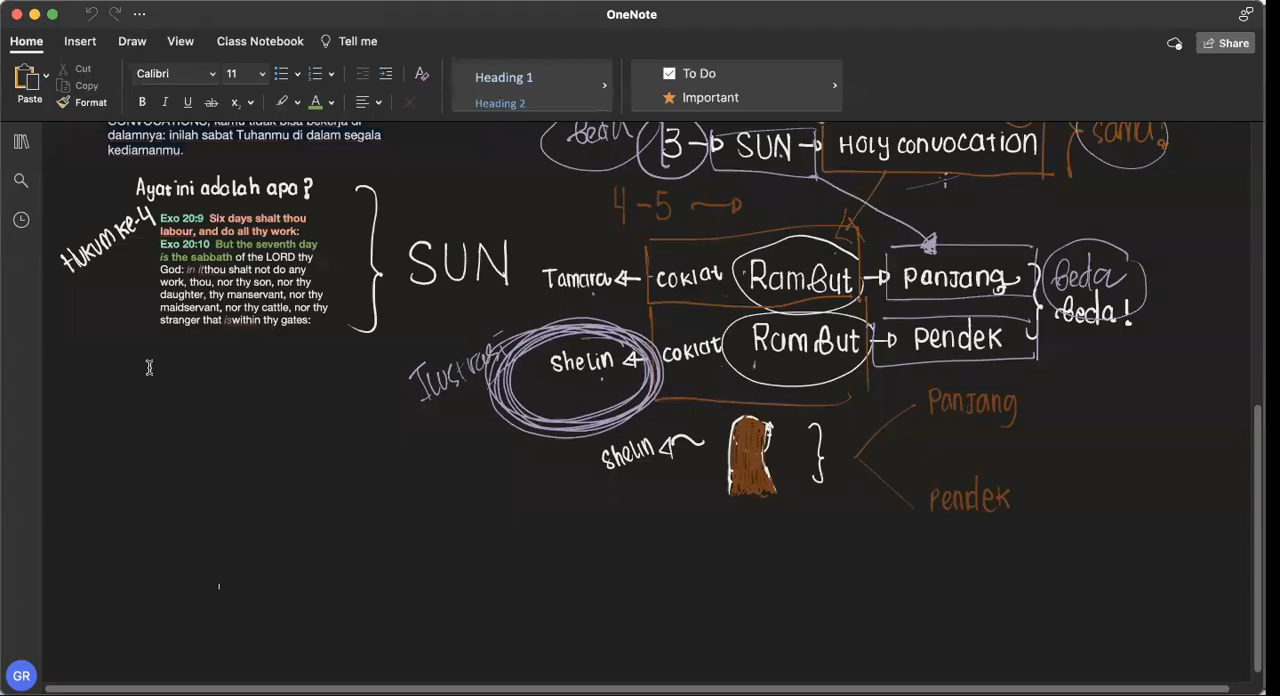 OneNote
Home Insert Draw View Class Notebook Tell me
Share
Paste
Cut
Copy
Format
Calibri
11
B I U ab x
A
Heading 1
Heading 2
To Do
Important
dalamnya: inilah sabat Tuhanmu di dalam segala
kediamanmu.
Ayat ini adalah apa?
Hukum ke-4
Exo 20:9 Six days shalt thou
labour, and do all thy work:
Exo 20:10 But the seventh day
is the sabbath of the LORD thy
God: in it thou shalt not do any
work, thou, nor thy son, nor thy
daughter, thy manservant, nor thy
maidservant, nor thy cattle, nor thy
stranger that is within thy gates:
SUN
3 → SUN → Holy convocation
sama
4-5
Tamara ← coklat Rambut → Panjang
Beda
Beda!
Ilustrasi
Shelin ← coklat Rambut → Pendek
Shelin ←
Panjang
Pendek
GR